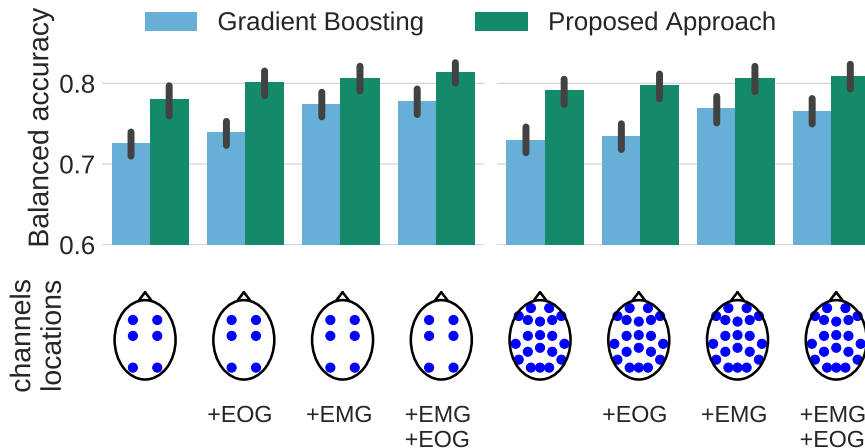 Gradient Boosting
Proposed Approach
Balanced accuracy
0.8
0.7
0.6
channels
locations
+EOG
+EMG
+EMG
+EOG
+EOG
+EMG
+EMG
+EOG